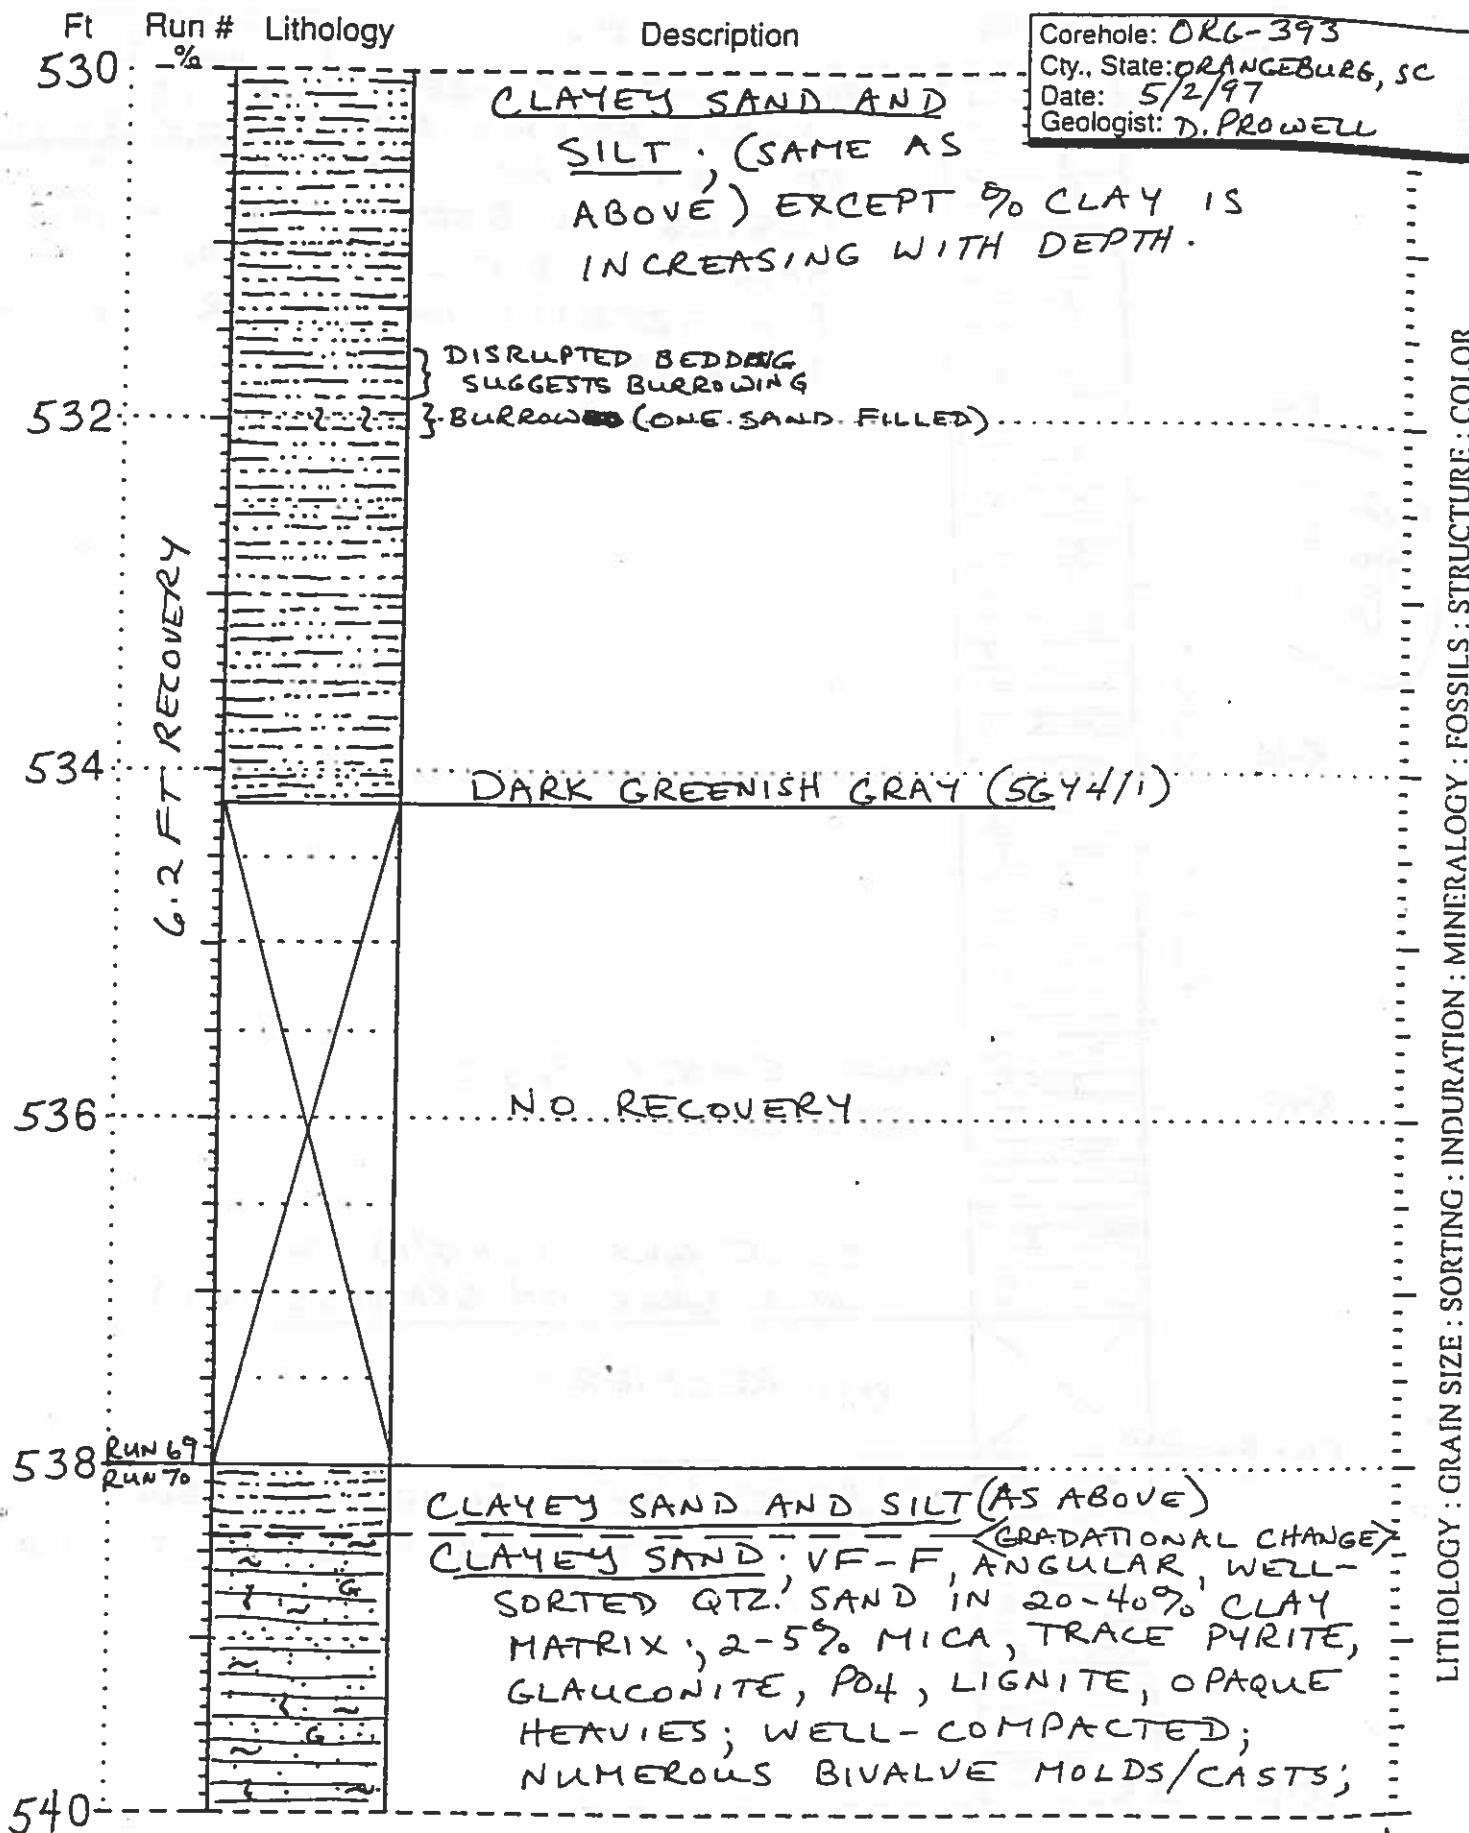 Ft Run # Lithology Description
-%
Corehole: ORG-393
Cty., State: ORANGEBURG, SC
Date: 5/2/97
Geologist: D. PROWELL
530
CLAYEY SAND AND
SILT; (SAME AS
ABOVE) EXCEPT % CLAY IS
INCREASING WITH DEPTH.
DISRUPTED BEDDING
SUGGESTS BURROWING
532
BURROW (ONE SAND FILLED)
6.2 FT RECOVERY
534
DARK GREENISH GRAY (5GY4/1)
536
NO RECOVERY
538
RUN 69
RUN 70
CLAYEY SAND AND SILT (AS ABOVE)
<GRADATIONAL CHANGE>
CLAYEY SAND; VF-F, ANGULAR, WELL-
SORTED QTZ. SAND IN 20-40% CLAY
MATRIX; 2-5% MICA, TRACE PYRITE,
GLAUCONITE, PO4, LIGNITE, OPAQUE
HEAVIES; WELL-COMPACTED;
NUMEROUS BIVALVE MOLDS/CASTS;
G
G
540
LITHOLOGY : GRAIN SIZE : SORTING : INDURATION : MINERALOGY : FOSSILS : STRUCTURE : COLOR